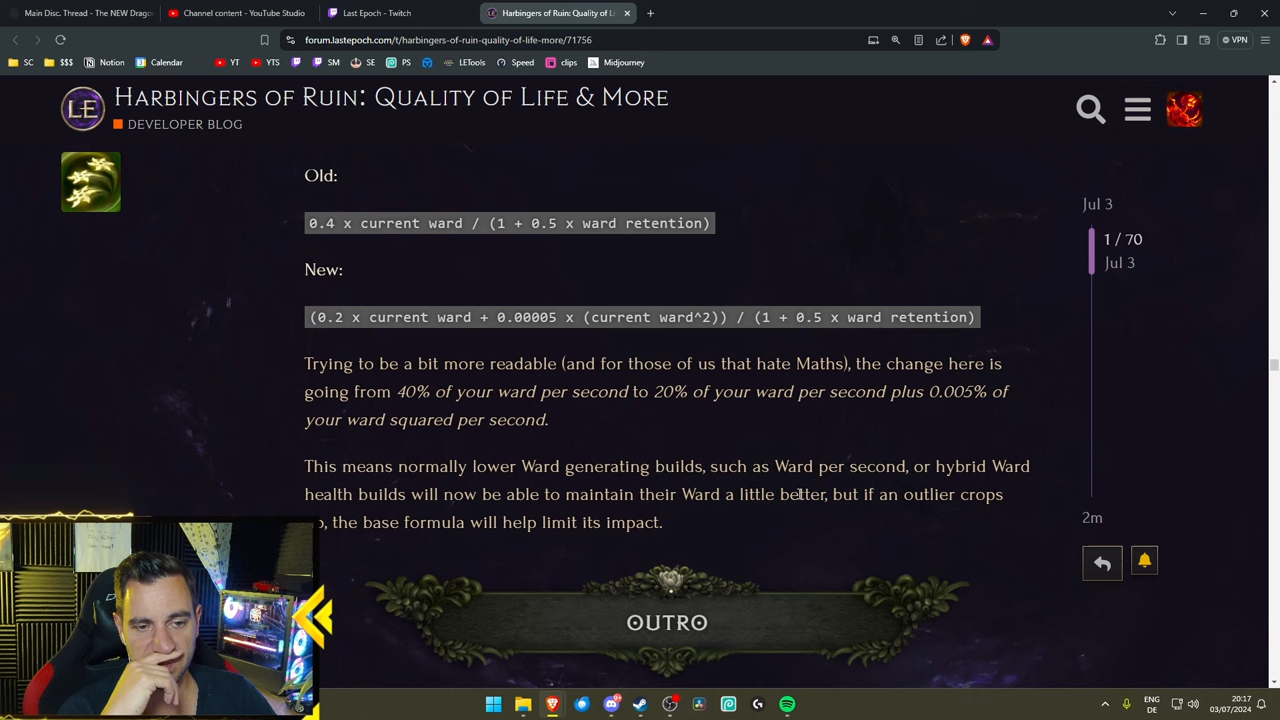 Main Disc. Thread - The NEW Drago
Channel content - YouTube Studio
Last Epoch - Twitch
Harbingers of Ruin: Quality of Li
forum.lastepoch.com/t/harbingers-of-ruin-quality-of-life-more/71756
VPN
SC
$$$
Notion
Calendar
YT
YTS
SM
SE
PS
LETools
Speed
clips
Midjourney
LE
Harbingers of Ruin: Quality of Life & More
DEVELOPER BLOG
Old:
0.4 x current ward / (1 + 0.5 x ward retention)
New:
(0.2 x current ward + 0.00005 x (current ward^2)) / (1 + 0.5 x ward retention)
Trying to be a bit more readable (and for those of us that hate Maths), the change here is
going from 40% of your ward per second to 20% of your ward per second plus 0.005% of
your ward squared per second.
This means normally lower Ward generating builds, such as Ward per second, or hybrid Ward
health builds will now be able to maintain their Ward a little better, but if an outlier crops
, the base formula will help limit its impact.
OUTRO
Jul 3
1 / 70
Jul 3
2m
ENG
DE
20:17
03/07/2024